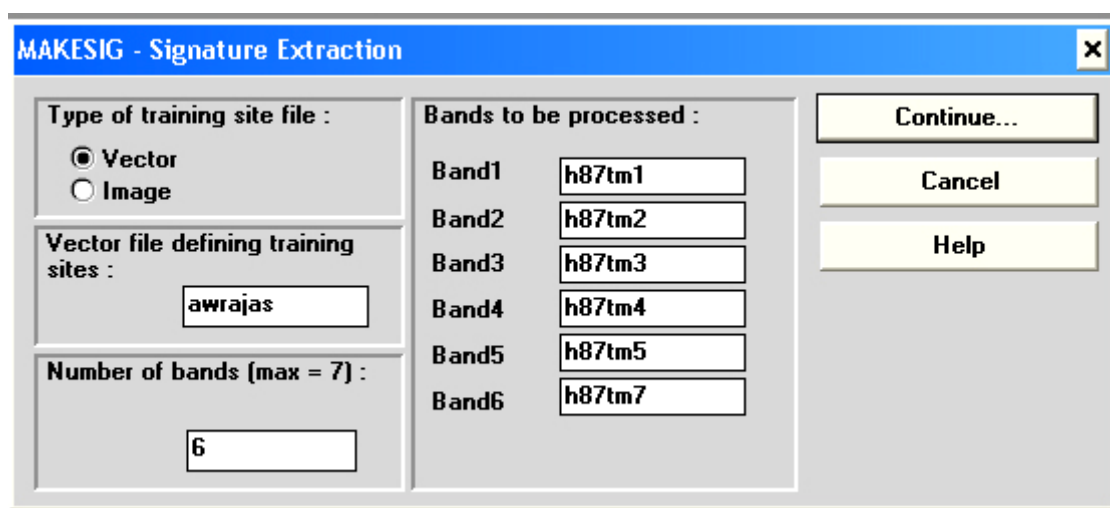 MAKESIG - Signature Extraction
Type of training site file :
Vector
Image
Vector file defining training
sites :
awrajas
Number of bands (max = 7) :
6
Bands to be processed :
Band1 h87tm1
Band2 h87tm2
Band3 h87tm3
Band4 h87tm4
Band5 h87tm5
Band6 h87tm7
Continue...
Cancel
Help